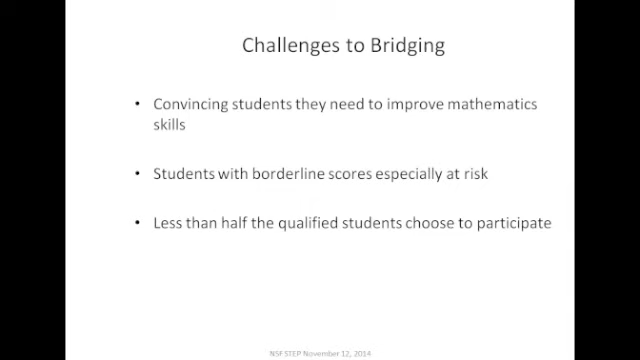 Challenges to Bridging
• Convincing students they need to improve mathematics
skills
• Students with borderline scores especially at risk
• Less than half the qualified students choose to participate
NSF STEP November 12, 2014